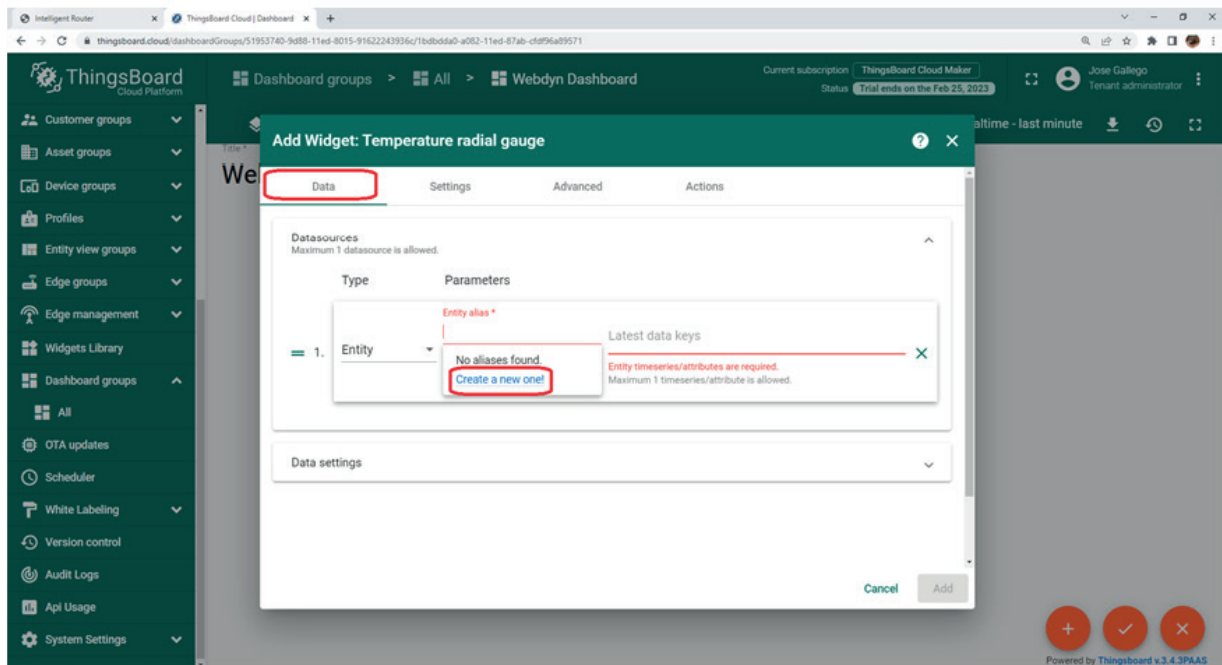 Intelligent Router
ThingsBoard Cloud | Dashboard
thingsboard.cloud/dashboardGroups/51953740-9d88-11ed-8015-91622243936c/1bdbdda0-a082-11ed-87ab-cfdf96a89571
ThingsBoard
Cloud Platform
Dashboard groups > All > Webdyn Dashboard
Current subscription ThingsBoard Cloud Maker
Status Trial ends on the Feb 25, 2023
Jose Gallego
Tenant administrator
Customer groups
Asset groups
Device groups
Profiles
Entity view groups
Edge groups
Edge management
Widgets Library
Dashboard groups
All
OTA updates
Scheduler
White Labeling
Version control
Audit Logs
Api Usage
System Settings
altime - last minute
Title *
We
Add Widget: Temperature radial gauge
Data Settings Advanced Actions
Datasources
Maximum 1 datasource is allowed.
Type Parameters
1. Entity
Entity alias *
No aliases found.
Create a new one!
Latest data keys
Entity timeseries/attributes are required.
Maximum 1 timeseries/attribute is allowed.
Data settings
Cancel Add
Powered by Thingsboard v.3.4.3PAAS